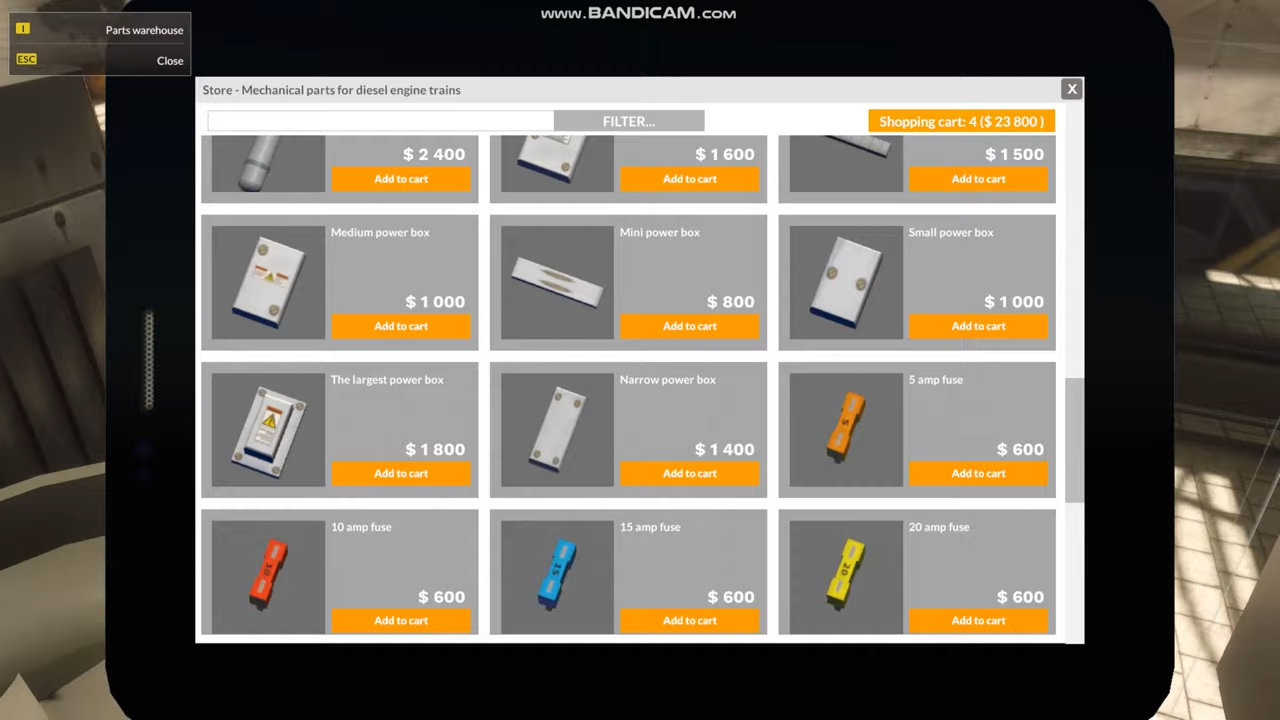 www.BANDICAM.com
I Parts warehouse
ESC Close
Store - Mechanical parts for diesel engine trains
X
FILTER...
Shopping cart: 4 ($ 23 800 )
$ 2 400
$ 1 600
$ 1 500
Add to cart
Add to cart
Add to cart
Medium power box
Mini power box
Small power box
$ 1 000
$ 800
$ 1 000
Add to cart
Add to cart
Add to cart
The largest power box
Narrow power box
5 amp fuse
5
$ 1 800
$ 1 400
$ 600
Add to cart
Add to cart
Add to cart
10 amp fuse
15 amp fuse
20 amp fuse
10
15
20
$ 600
$ 600
$ 600
Add to cart
Add to cart
Add to cart